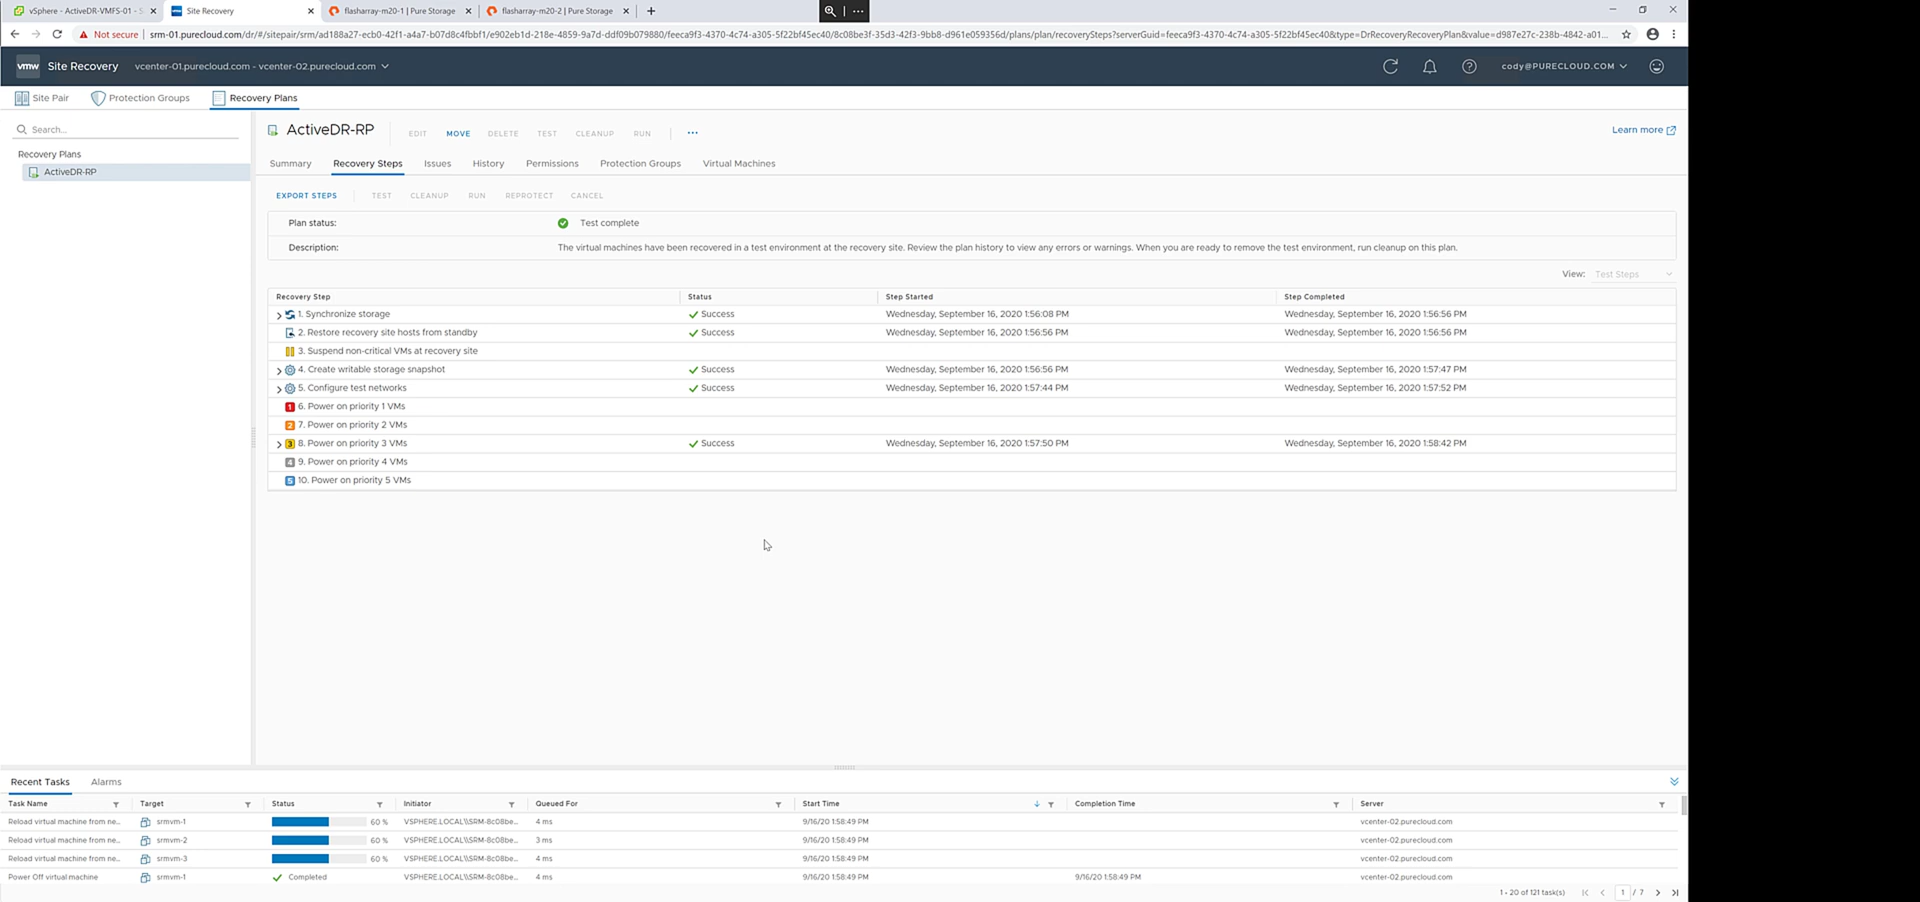 vSphere - ActiveDR-VMFS-01 - S
Site Recovery
flasharray-m20-1 | Pure Storage
flasharray-m20-2 | Pure Storage
Not secure | srm-01.purecloud.com/dr/#/sitepair/srm/ad188a27-ecb0-42f1-a4a7-b07d8c4fbbf1/e902eb1d-218e-4859-9a7d-ddf09b079880/feeca9f3-4370-4c74-a305-5f22bf45ec40/8c08be3f-35d3-42f3-9bb8-d961e059356d/plans/plan/recoverySteps?serverGuid=feeca9f3-4370-4c74-a305-5f22bf45ec40&type=DrRecoveryRecoveryPlan&value=d987e27c-238b-4842-a01...
vmw Site Recovery vcenter-01.purecloud.com - vcenter-02.purecloud.com cody@PURECLOUD.COM
Site Pair Protection Groups Recovery Plans
Search...
Recovery Plans
ActiveDR-RP
ActiveDR-RP EDIT MOVE DELETE TEST CLEANUP RUN ... Learn more
Summary Recovery Steps Issues History Permissions Protection Groups Virtual Machines
EXPORT STEPS TEST CLEANUP RUN REPROTECT CANCEL
Plan status: Test complete
Description: The virtual machines have been recovered in a test environment at the recovery site. Review the plan history to view any errors or warnings. When you are ready to remove the test environment, run cleanup on this plan.
View: Test Steps
Recovery Step Status Step Started Step Completed
1. Synchronize storage Success Wednesday, September 16, 2020 1:56:08 PM Wednesday, September 16, 2020 1:56:56 PM
2. Restore recovery site hosts from standby Success Wednesday, September 16, 2020 1:56:56 PM Wednesday, September 16, 2020 1:56:56 PM
3. Suspend non-critical VMs at recovery site
4. Create writable storage snapshot Success Wednesday, September 16, 2020 1:56:56 PM Wednesday, September 16, 2020 1:57:47 PM
5. Configure test networks Success Wednesday, September 16, 2020 1:57:44 PM Wednesday, September 16, 2020 1:57:52 PM
1 6. Power on priority 1 VMs
2 7. Power on priority 2 VMs
3 8. Power on priority 3 VMs Success Wednesday, September 16, 2020 1:57:50 PM Wednesday, September 16, 2020 1:58:42 PM
4 9. Power on priority 4 VMs
5 10. Power on priority 5 VMs
Recent Tasks Alarms
Task Name Target Status Initiator Queued For Start Time Completion Time Server
Reload virtual machine from ne... srmvm-1 60 % VSPHERE.LOCAL\\SRM-8c08be... 4 ms 9/16/20 1:58:49 PM vcenter-02.purecloud.com
Reload virtual machine from ne... srmvm-2 60 % VSPHERE.LOCAL\\SRM-8c08be... 3 ms 9/16/20 1:58:49 PM vcenter-02.purecloud.com
Reload virtual machine from ne... srmvm-3 60 % VSPHERE.LOCAL\\SRM-8c08be... 4 ms 9/16/20 1:58:49 PM vcenter-02.purecloud.com
Power Off virtual machine srmvm-1 Completed VSPHERE.LOCAL\\SRM-8c08be... 4 ms 9/16/20 1:58:49 PM 9/16/20 1:58:49 PM vcenter-02.purecloud.com
1 - 20 of 121 task(s) 1 / 7